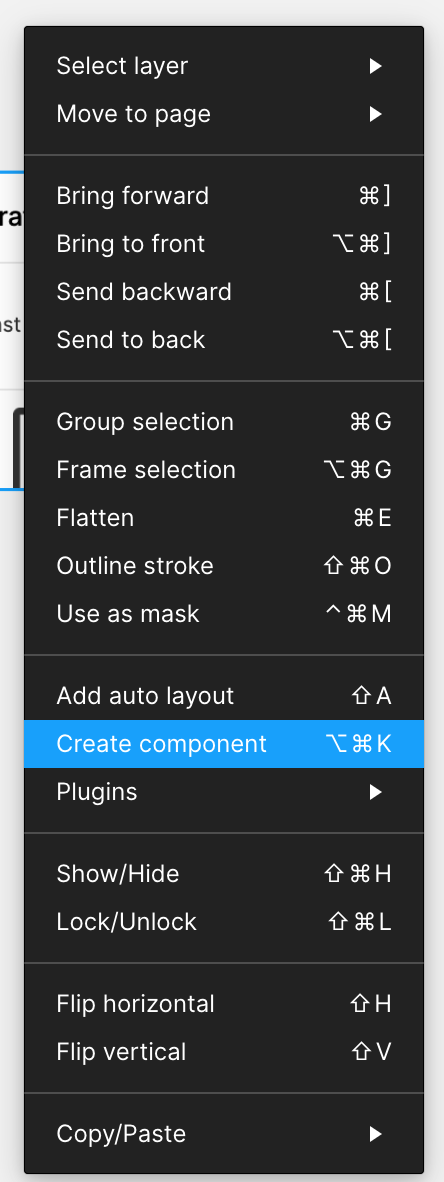 Select layer ▶
Move to page ▶
Bring forward ⌘]
Bring to front ⌥⌘]
Send backward ⌘[
Send to back ⌥⌘[
Group selection ⌘G
Frame selection ⌥⌘G
Flatten ⌘E
Outline stroke ⇧⌘O
Use as mask ^⌘M
Add auto layout ⇧A
Create component ⌥⌘K
Plugins ▶
Show/Hide ⇧⌘H
Lock/Unlock ⇧⌘L
Flip horizontal ⇧H
Flip vertical ⇧V
Copy/Paste ▶